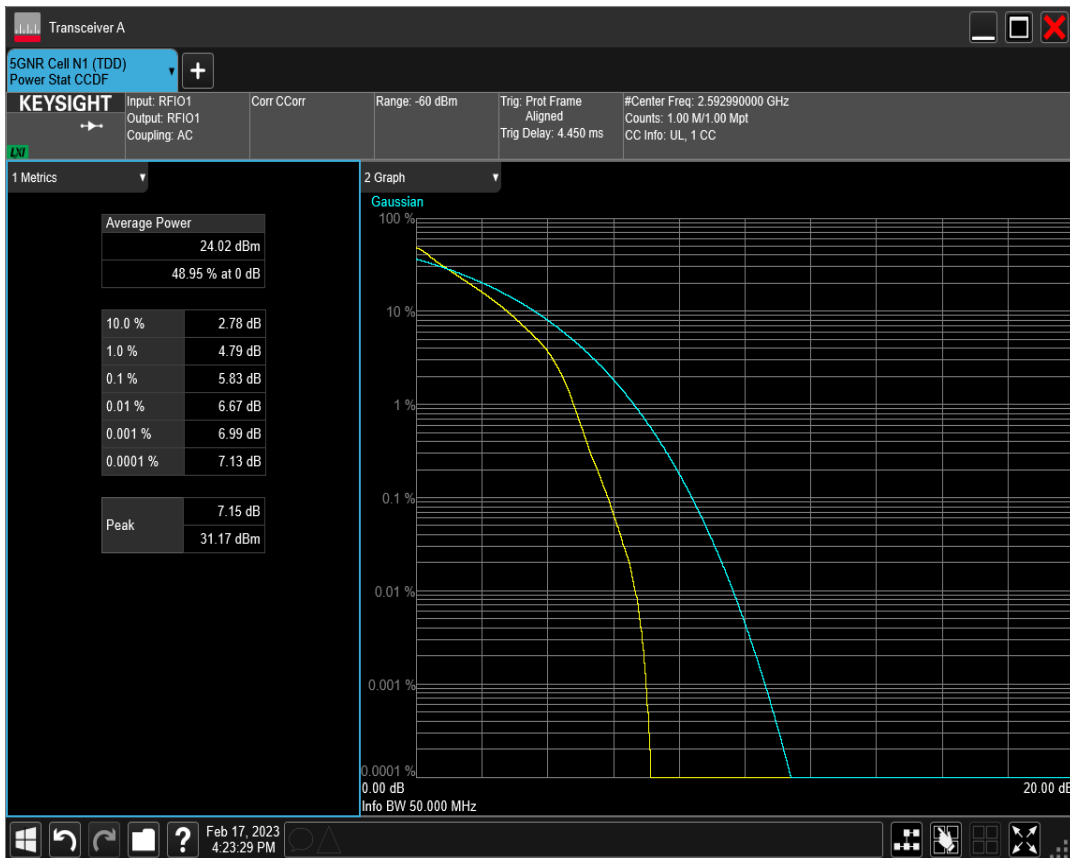 Transceiver A
5GNR Cell N1 (TDD)
Power Stat CCDF
KEYSIGHT
LXI
Input: RFIO1
Output: RFIO1
Coupling: AC
Corr CCorr
Range: -60 dBm
Trig: Prot Frame
Aligned
Trig Delay: 4.450 ms
#Center Freq: 2.592990000 GHz
Counts: 1.00 M/1.00 Mpt
CC Info: UL, 1 CC
1 Metrics
Average Power
24.02 dBm
48.95 % at 0 dB
10.0 % 2.78 dB
1.0 % 4.79 dB
0.1 % 5.83 dB
0.01 % 6.67 dB
0.001 % 6.99 dB
0.0001 % 7.13 dB
Peak
7.15 dB
31.17 dBm
2 Graph
Gaussian
100 %
10 %
1 %
0.1 %
0.01 %
0.001 %
0.0001 %
0.00 dB 20.00 dB
Info BW 50.000 MHz
? Feb 17, 2023
4:23:29 PM